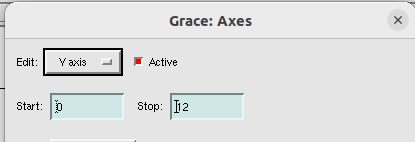 Grace: Axes
Edit: Y axis Active
Start: 0 Stop: 12